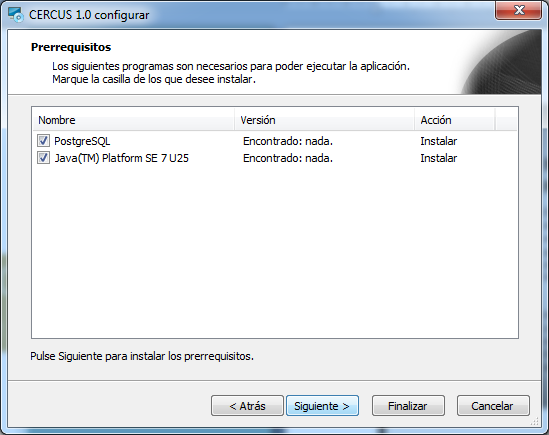 CERCUS 1.0 configurar
Prerrequisitos
Los siguientes programas son necesarios para poder ejecutar la aplicación.
Marque la casilla de los que desee instalar.
Nombre Versión Acción
PostgreSQL Encontrado: nada. Instalar
Java(TM) Platform SE 7 U25 Encontrado: nada. Instalar
Pulse Siguiente para instalar los prerrequisitos.
< Atrás Siguiente > Finalizar Cancelar